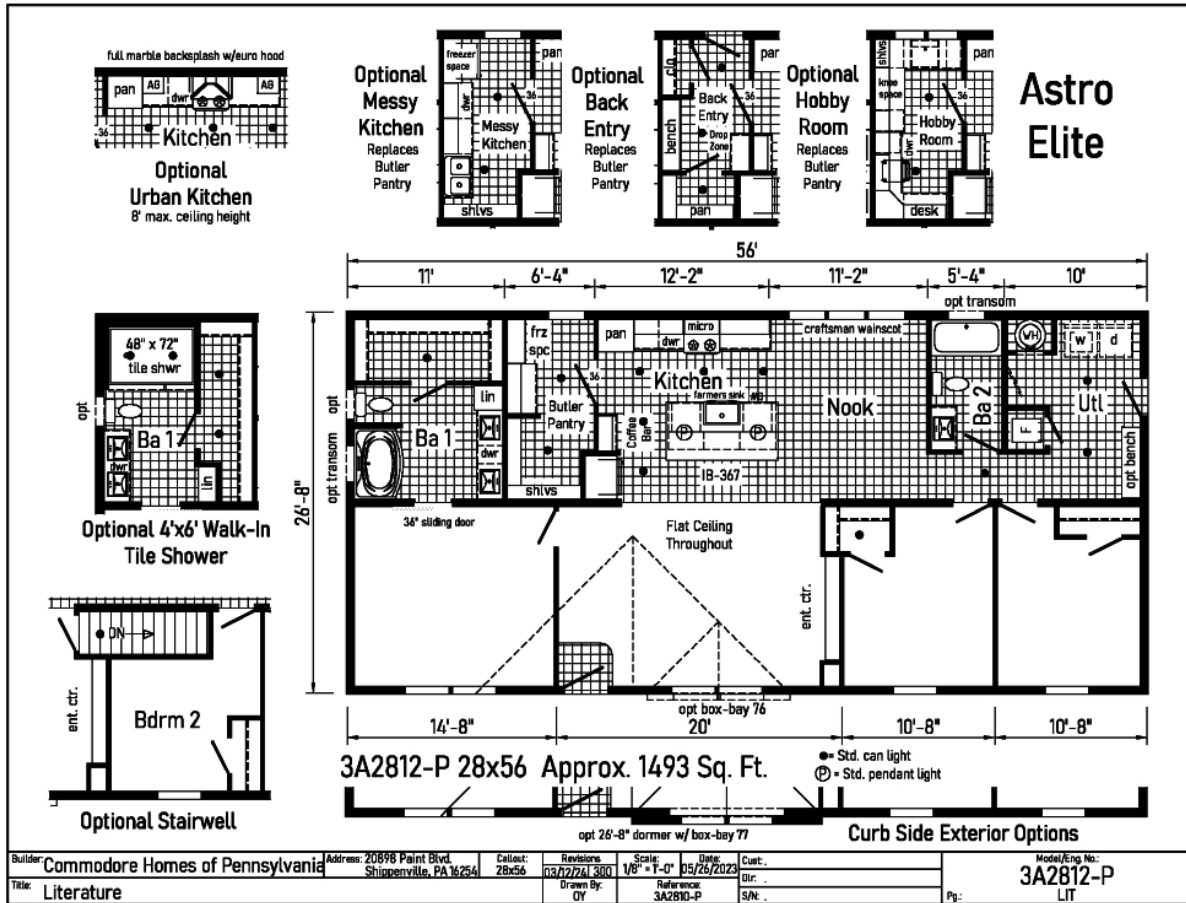 full marble backsplash w/euro hood
pan
AG
dwr
AG
36
Kitchen
Optional
Urban Kitchen
8' max. ceiling height
Optional
Messy
Kitchen
Replaces
Butler
Pantry
freezer
space
pan
36
dwr
Messy
Kitchen
shlvs
Optional
Back
Entry
Replaces
Butler
Pantry
pan
36
Back
Entry
Drop
Zone
bench
pan
Optional
Hobby
Room
Replaces
Butler
Pantry
shlvs
knee
space
pan
36
Hobby
Room
dwr
desk
Astro
Elite
56'
11'
6'-4"
12'-2"
11'-2"
5'-4"
10'
opt transom
26'-8"
opt
opt transom
frz
spc
pan
dwr
micro
craftsman wainscot
WH
w
d
36
Kitchen
farmers sink
lin
Butler
Pantry
Ba 1
dwr
Coffee
Bar
P
P
Nook
Ba 2
Utl
F
opt bench
shlvs
IB-367
36" sliding door
Flat Ceiling
Throughout
ent. ctr.
opt box-bay 76
14'-8"
20'
10'-8"
10'-8"
3A2812-P 28x56 Approx. 1493 Sq. Ft.
= Std. can light
P = Std. pendant light
opt 26'-8" dormer w/ box-bay 77
Curb Side Exterior Options
48" x 72"
tile shwr
opt
Ba 1
dwr
lin
Optional 4'x6' Walk-In
Tile Shower
DN
ent. ctr.
Bdrm 2
Optional Stairwell
Builder: Commodore Homes of Pennsylvania
Address: 20898 Paint Blvd.
Shippenville, PA 16254
Callout:
28x56
Revisions
03/12/24 300
Scale:
1/8" = 1'-0"
Date:
05/26/2023
Cust. .
Dlr: .
S/N: .
Model/Eng. No.:
3A2812-P
Pg.: LIT
Title: Literature
Drawn By:
OY
Reference:
3A2810-P